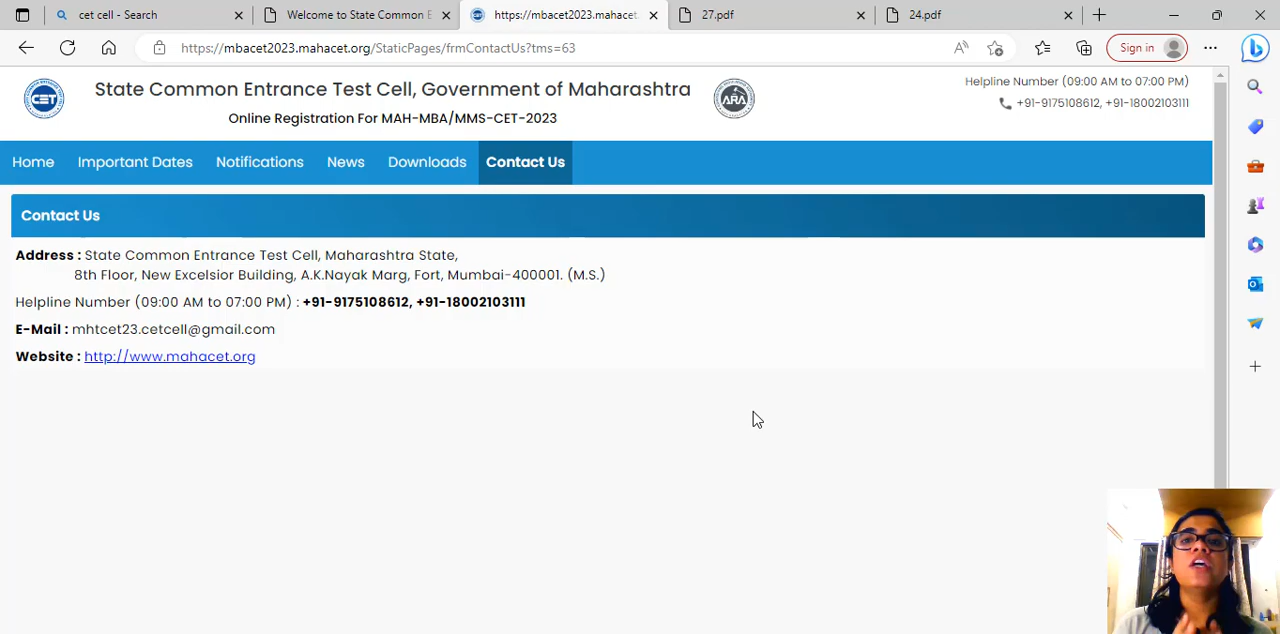 cet cell - Search
Welcome to State Common E
https://mbacet2023.mahacet.
27.pdf
24.pdf
https://mbacet2023.mahacet.org/StaticPages/frmContactUs?tms=63
Sign in
CET
State Common Entrance Test Cell, Government of Maharashtra
Online Registration For MAH-MBA/MMS-CET-2023
ARA
Helpline Number (09:00 AM to 07:00 PM)
+91-9175108612, +91-18002103111
Home
Important Dates
Notifications
News
Downloads
Contact Us
Contact Us
Address : State Common Entrance Test Cell, Maharashtra State,
8th Floor, New Excelsior Building, A.K.Nayak Marg, Fort, Mumbai-400001. (M.S.)
Helpline Number (09:00 AM to 07:00 PM) : +91-9175108612, +91-18002103111
E-Mail : mhtcet23.cetcell@gmail.com
Website : http://www.mahacet.org